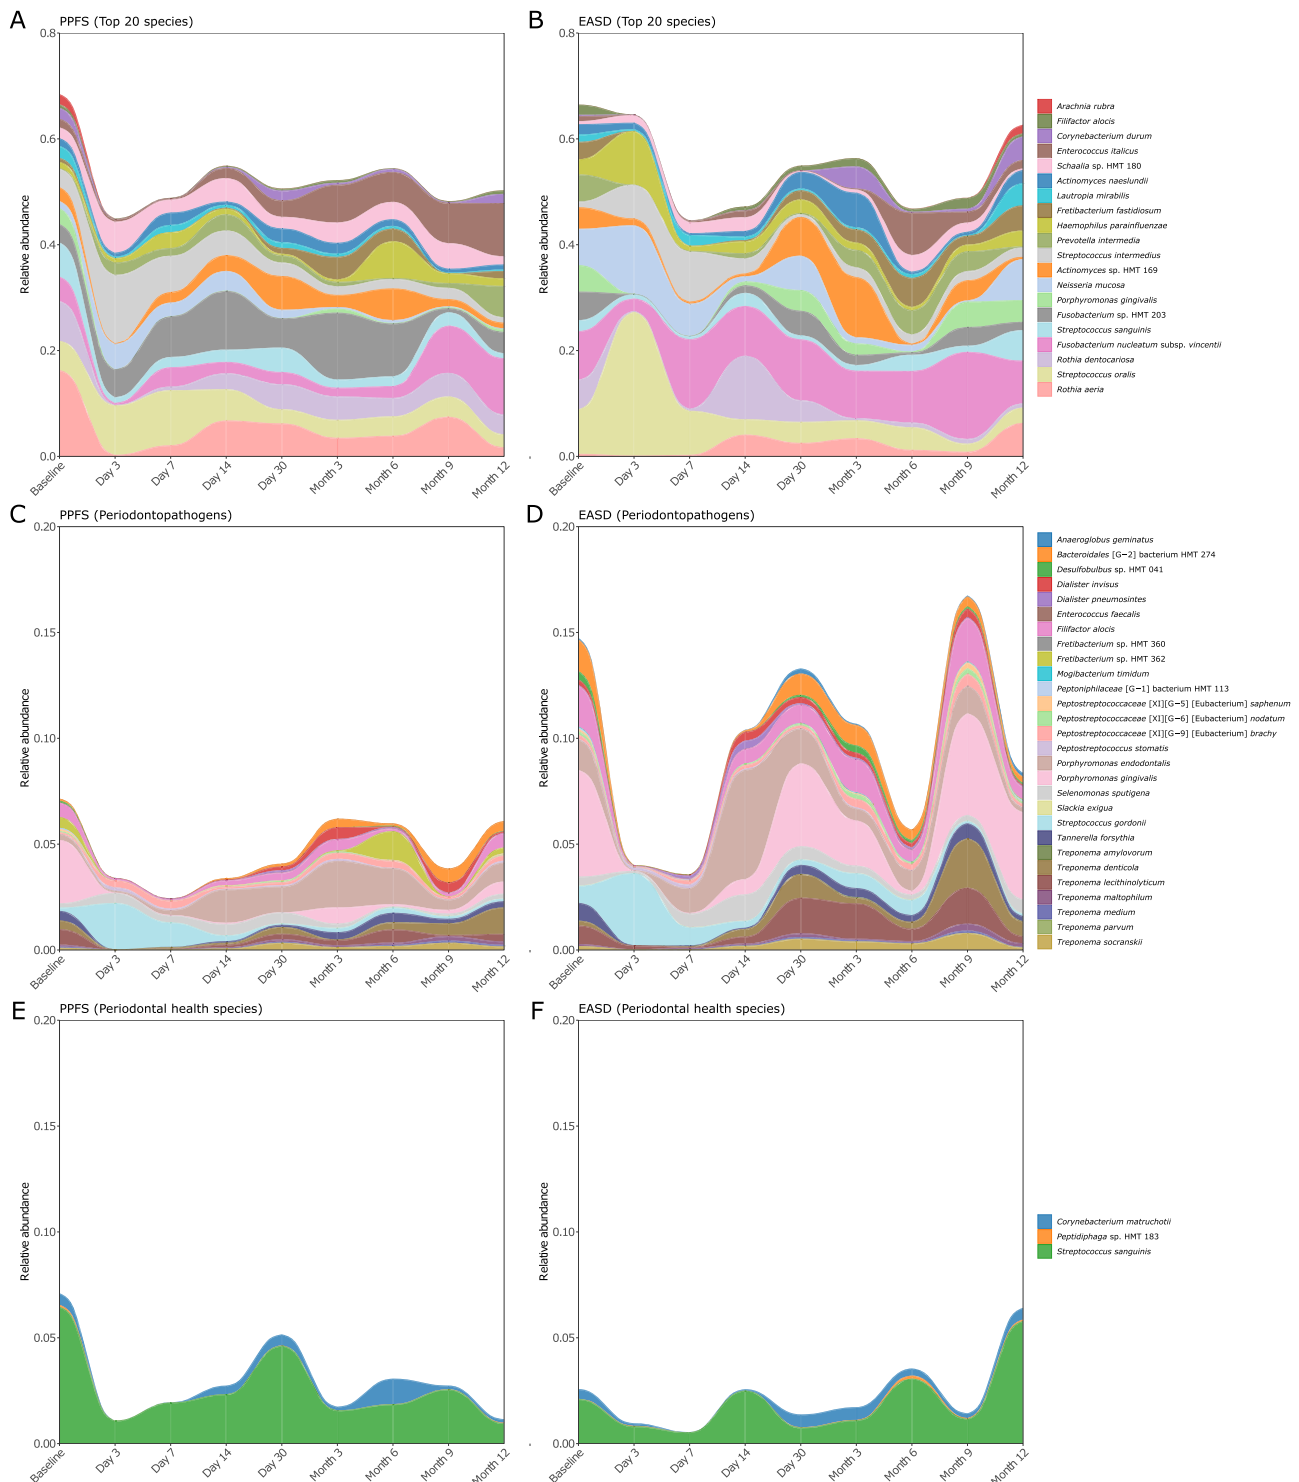 A
PPFS (Top 20 species)
Relative abundance
0.8
0.6
0.4
0.2
0.0
Baseline
Day 3
Day 7
Day 14
Day 30
Month 3
Month 6
Month 9
Month 12
B
EASD (Top 20 species)
Relative abundance
0.8
0.6
0.4
0.2
0.0
Baseline
Day 3
Day 7
Day 14
Day 30
Month 3
Month 6
Month 9
Month 12
Arachnia rubra
Filifactor alocis
Corynebacterium durum
Enterococcus italicus
Schaalia sp. HMT 180
Actinomyces naeslundii
Lautropia mirabilis
Fretibacterium fastidiosum
Haemophilus parainfluenzae
Prevotella intermedia
Streptococcus intermedius
Actinomyces sp. HMT 169
Neisseria mucosa
Porphyromonas gingivalis
Fusobacterium sp. HMT 203
Streptococcus sanguinis
Fusobacterium nucleatum subsp. vincentii
Rothia dentocariosa
Streptococcus oralis
Rothia aeria
C
PPFS (Periodontopathogens)
Relative abundance
0.20
0.15
0.10
0.05
0.00
Baseline
Day 3
Day 7
Day 14
Day 30
Month 3
Month 6
Month 9
Month 12
D
EASD (Periodontopathogens)
Relative abundance
0.20
0.15
0.10
0.05
0.00
Baseline
Day 3
Day 7
Day 14
Day 30
Month 3
Month 6
Month 9
Month 12
Anaeroglobus geminatus
Bacteroidales [G−2] bacterium HMT 274
Desulfobulbus sp. HMT 041
Dialister invisus
Dialister pneumosintes
Enterococcus faecalis
Filifactor alocis
Fretibacterium sp. HMT 360
Fretibacterium sp. HMT 362
Mogibacterium timidum
Peptoniphilaceae [G−1] bacterium HMT 113
Peptostreptococcaceae [XI][G−5] [Eubacterium] saphenum
Peptostreptococcaceae [XI][G−6] [Eubacterium] nodatum
Peptostreptococcaceae [XI][G−9] [Eubacterium] brachy
Peptostreptococcus stomatis
Porphyromonas endodontalis
Porphyromonas gingivalis
Selenomonas sputigena
Slackia exigua
Streptococcus gordonii
Tannerella forsythia
Treponema amylovorum
Treponema denticola
Treponema lecithinolyticum
Treponema maltophilum
Treponema medium
Treponema parvum
Treponema socranskii
E
PPFS (Periodontal health species)
Relative abundance
0.20
0.15
0.10
0.05
0.00
Baseline
Day 3
Day 7
Day 14
Day 30
Month 3
Month 6
Month 9
Month 12
F
EASD (Periodontal health species)
Relative abundance
0.20
0.15
0.10
0.05
0.00
Baseline
Day 3
Day 7
Day 14
Day 30
Month 3
Month 6
Month 9
Month 12
Corynebacterium matruchotii
Peptidiphaga sp. HMT 183
Streptococcus sanguinis